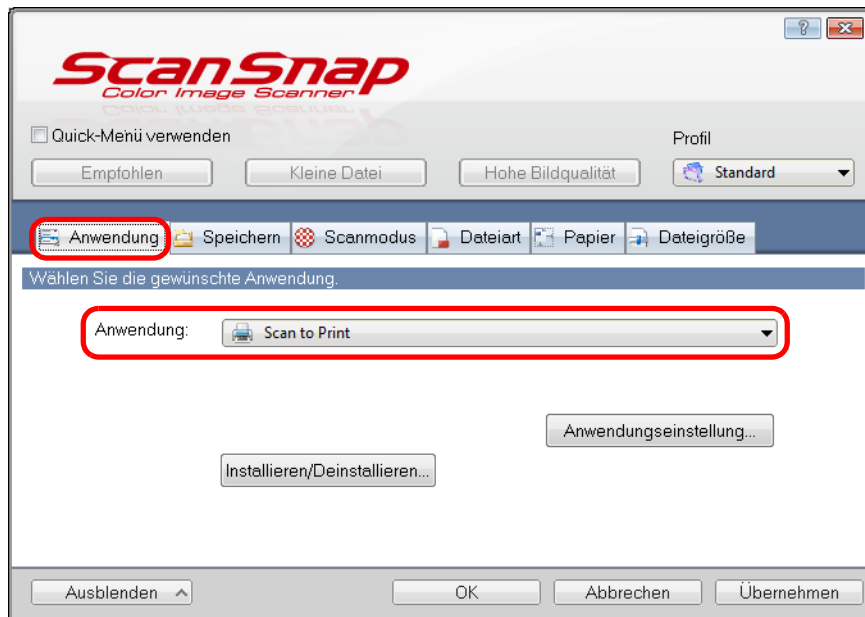 ScanSnap
Color Image Scanner
Quick-Menü verwenden
Profil
Empfohlen Kleine Datei Hohe Bildqualität Standard
Anwendung Speichern Scanmodus Dateiart Papier Dateigröße
Wählen Sie die gewünschte Anwendung.
Anwendung: Scan to Print
Anwendungseinstellung...
Installieren/Deinstallieren...
Ausblenden OK Abbrechen Übernehmen